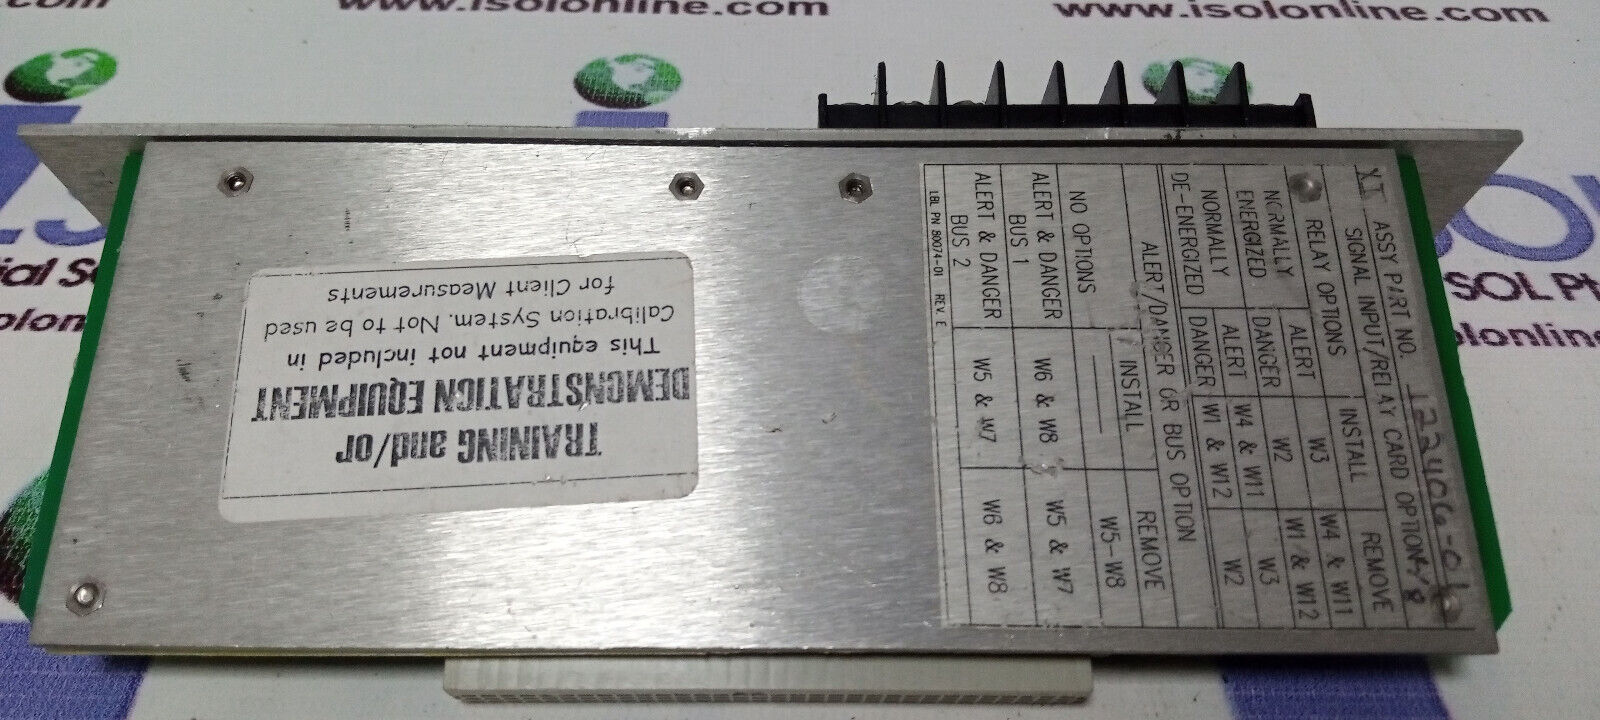 www.isolonline.com
www.isolonline.com
XI ASSY PART NO.
SIGNAL INPUT/RELAY CARD OPTION
RELAY OPTIONS INSTALL REMOVE
NORMALLY ENERGIZED ALERT W3 W4 & W11
DANGER W2 W1 & W12
NORMALLY DE-ENERGIZED ALERT W4 & W11 W3
DANGER W1 & W12 W2
ALERT/DANGER OR BUS OPTION
INSTALL REMOVE
NO OPTIONS —— W5-W8
ALERT & DANGER BUS 1 W6 & W8 W5 & W7
ALERT & DANGER BUS 2 W5 & W7 W6 & W8
LBL PN 80074-01 REV. E
TRAINING and/or
DEMONSTRATION EQUIPMENT
This equipment not included in
Calibration System. Not to be used
for Client Measurements